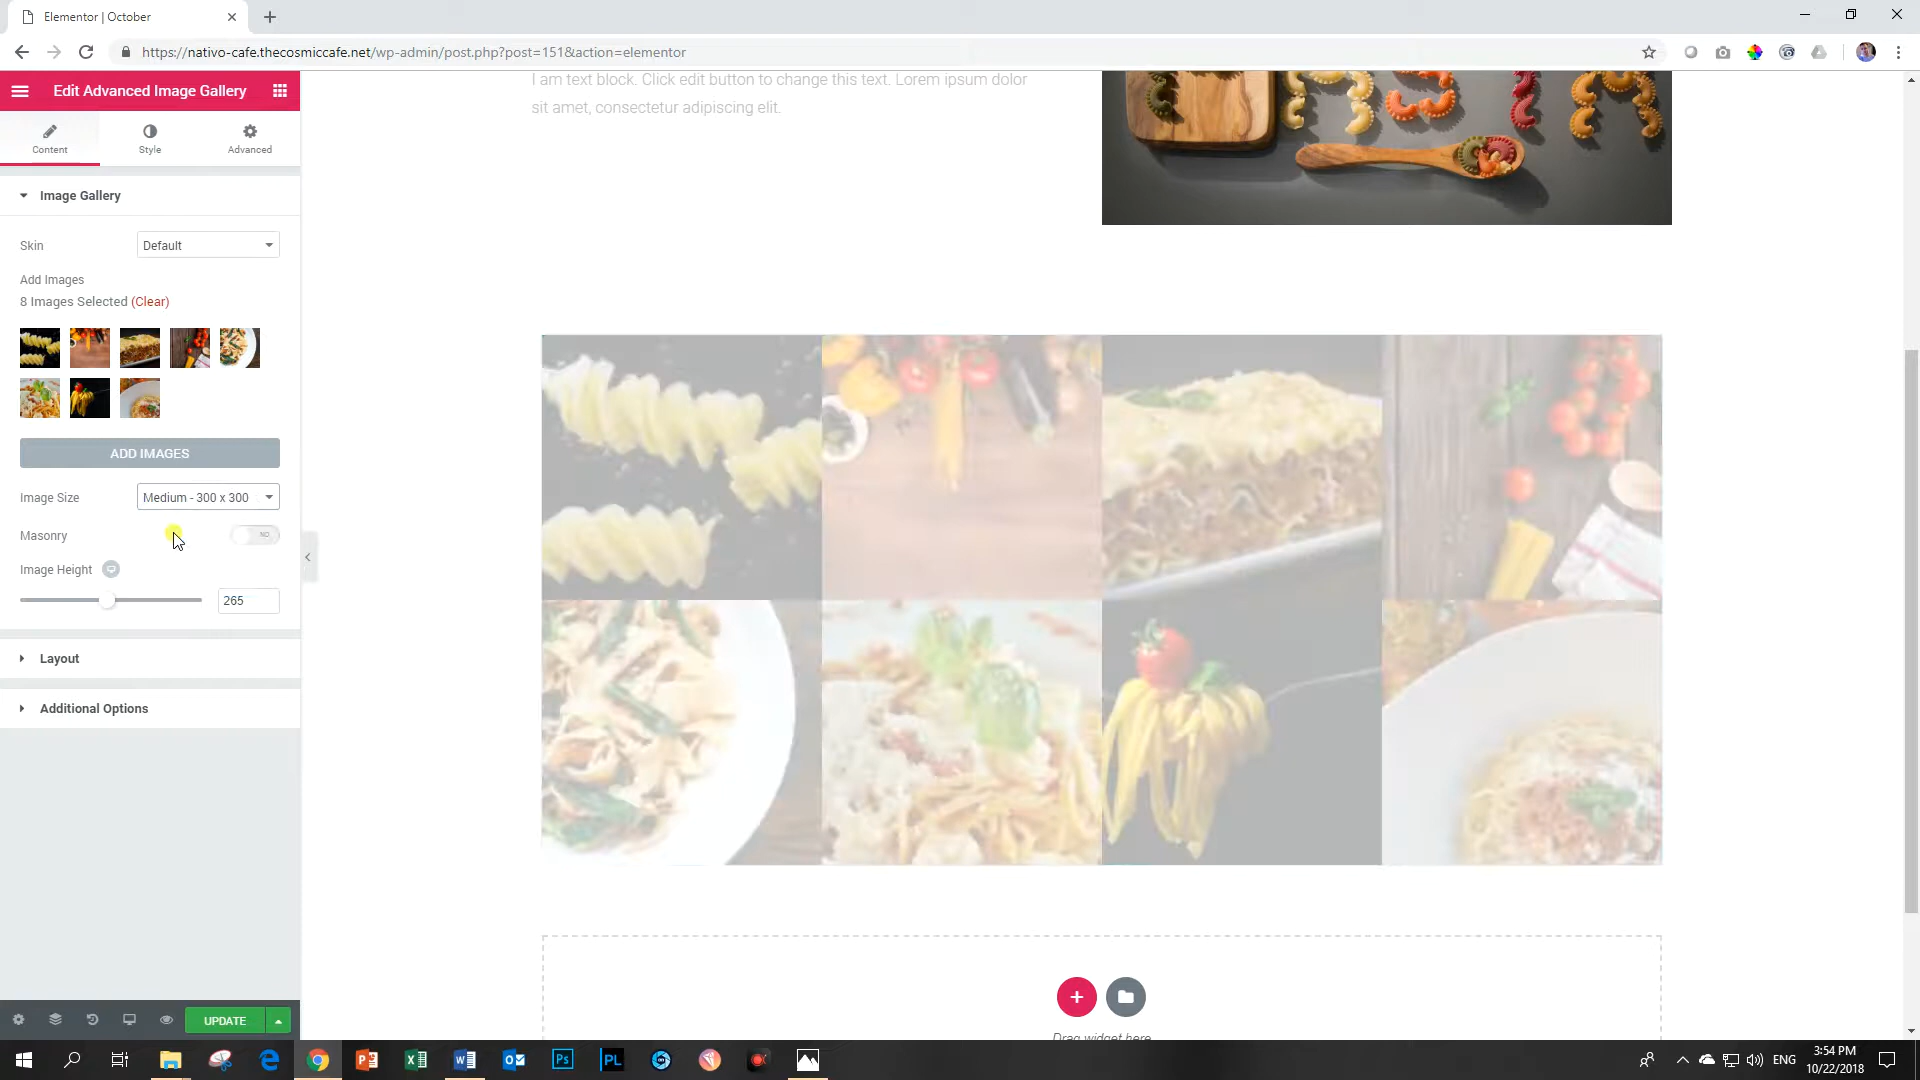 Elementor | October
https://nativo-cafe.thecosmiccafe.net/wp-admin/post.php?post=151&action=elementor
Edit Advanced Image Gallery
Content
Style
Advanced
I am text block. Click edit button to change this text. Lorem ipsum dolor
sit amet, consectetur adipiscing elit.
Image Gallery
Skin
Default
Add Images
8 Images Selected (Clear)
ADD IMAGES
Image Size
Medium - 300 x 300
Masonry
NO
Image Height
265
Layout
Additional Options
Drag widget here
UPDATE
Ps
PL
ENG
3:54 PM
10/22/2018